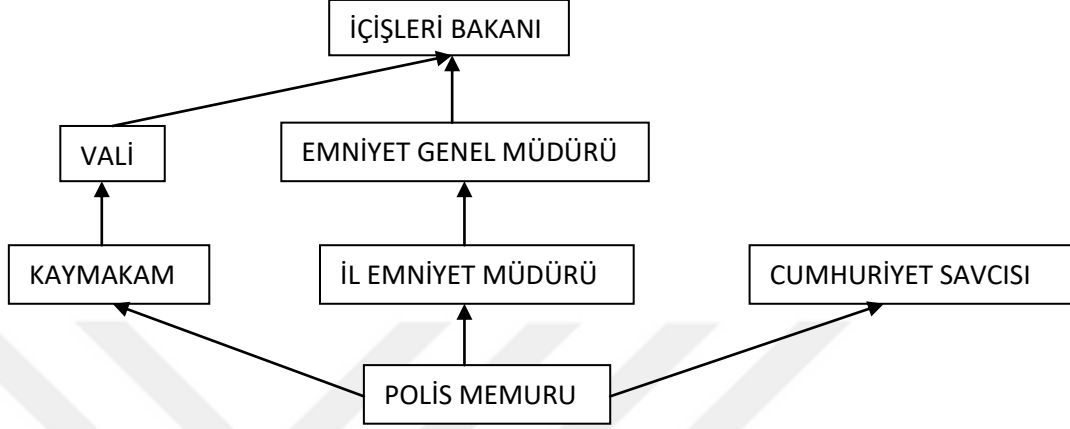 İÇİŞLERİ BAKANI
VALİ
EMNİYET GENEL MÜDÜRÜ
KAYMAKAM
İL EMNİYET MÜDÜRÜ
CUMHURİYET SAVCISI
POLİS MEMURU